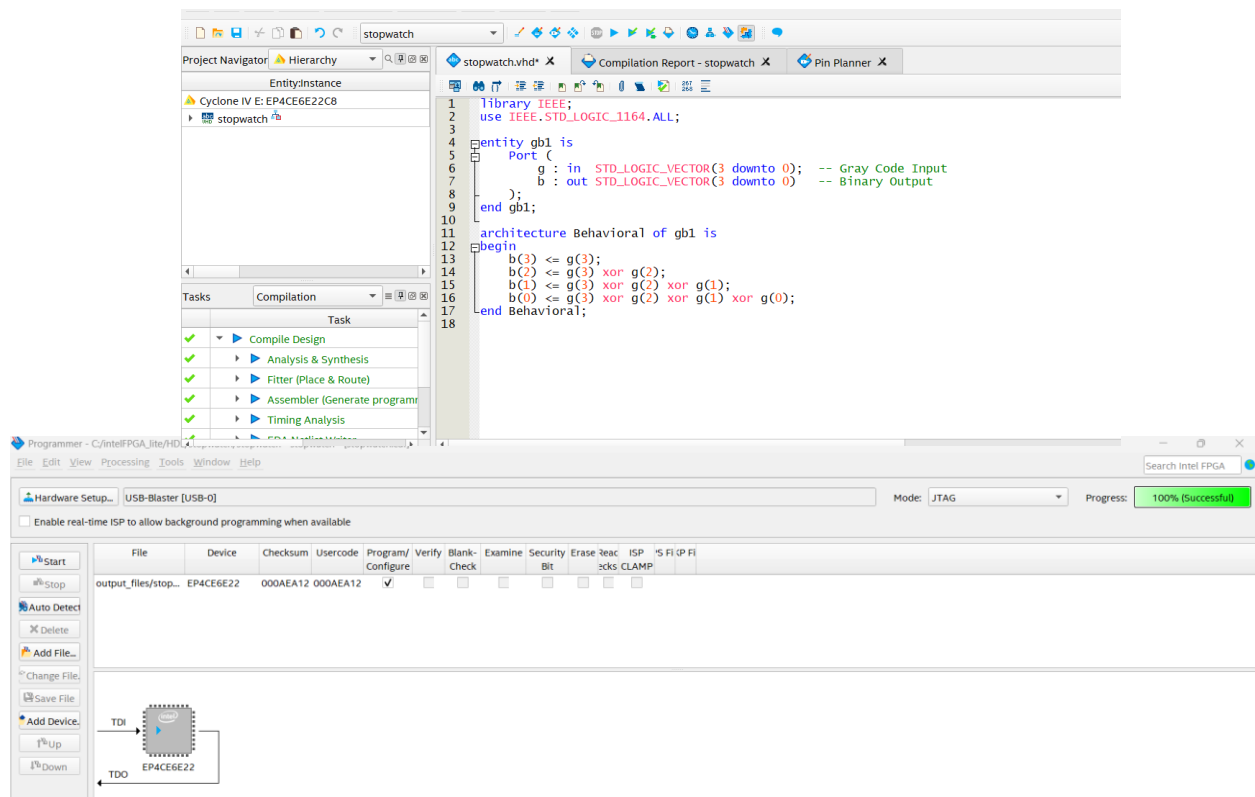 stopwatch
Project Navigator Hierarchy
stopwatch.vhd* X Compilation Report - stopwatch X Pin Planner X
Entity:Instance
Cyclone IV E: EP4CE6E22C8
stopwatch
1 library IEEE;
2 use IEEE.STD_LOGIC_1164.ALL;
3
4 entity gb1 is
5 Port (
6 g : in STD_LOGIC_VECTOR(3 downto 0); -- Gray Code Input
7 b : out STD_LOGIC_VECTOR(3 downto 0) -- Binary Output
8 );
9 end gb1;
10
11 architecture Behavioral of gb1 is
12 begin
13 b(3) <= g(3);
14 b(2) <= g(3) xor g(2);
15 b(1) <= g(3) xor g(2) xor g(1);
16 b(0) <= g(3) xor g(2) xor g(1) xor g(0);
17 end Behavioral;
18
Tasks Compilation
Task
Compile Design
Analysis & Synthesis
Fitter (Place & Route)
Assembler (Generate programr
Timing Analysis
Programmer - C:/intelFPGA_lite/HD
File Edit View Processing Tools Window Help
Search Intel FPGA
Hardware Setup... USB-Blaster [USB-0] Mode: JTAG Progress: 100% (Successful)
Enable real-time ISP to allow background programming when available
File Device Checksum Usercode Program/ Configure Verify Blank- Check Examine Security Bit Erase ISP CLAMP
output_files/stop... EP4CE6E22 000AEA12 000AEA12
Start
Stop
Auto Detect
Delete
Add File...
Change File.
Save File
Add Device.
Up
Down
TDI
intel
EP4CE6E22
TDO